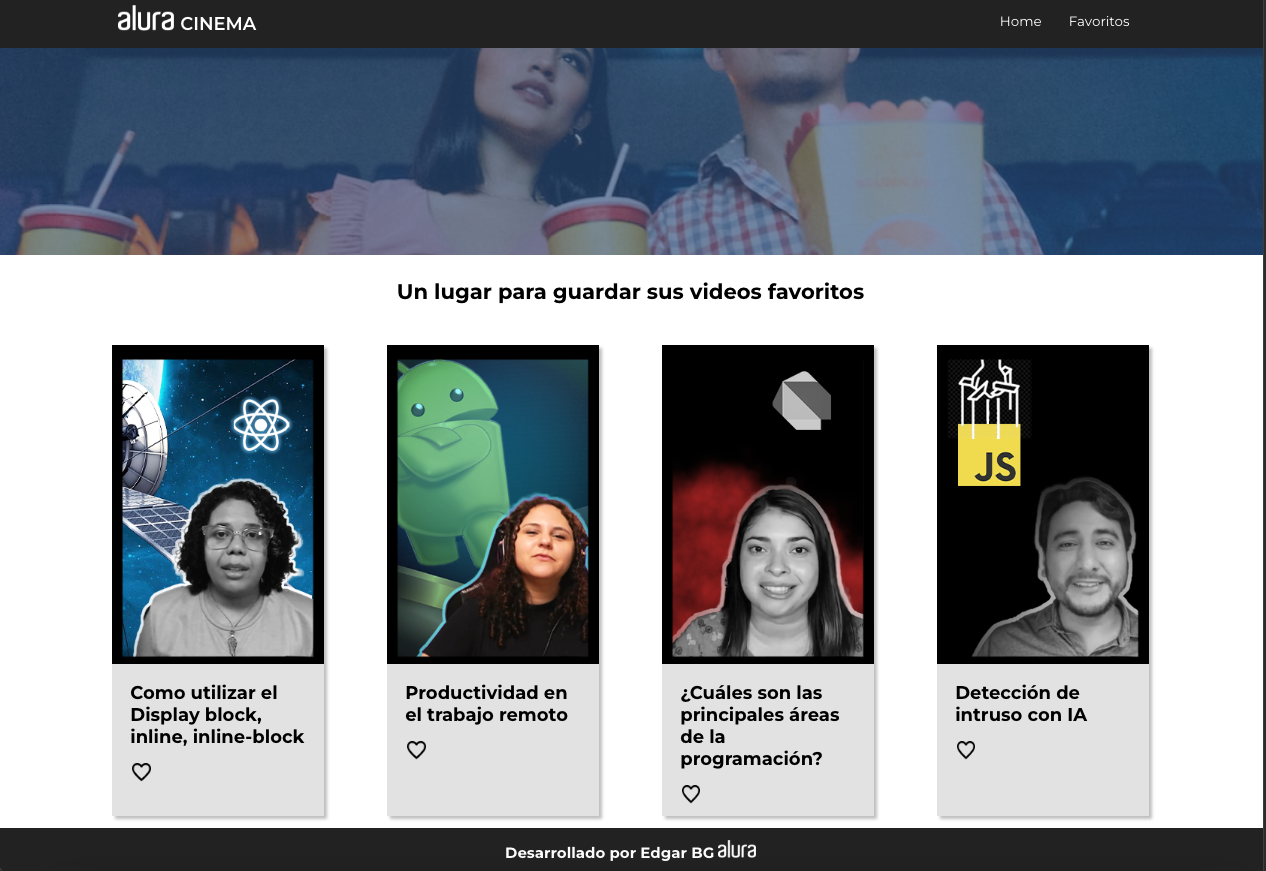 alura CINEMA
Home
Favoritos
Un lugar para guardar sus videos favoritos
JS
Como utilizar el
Display block,
inline, inline-block
Productividad en
el trabajo remoto
¿Cuáles son las
principales áreas
de la
programación?
Detección de
intruso con IA
Desarrollado por Edgar BG alura